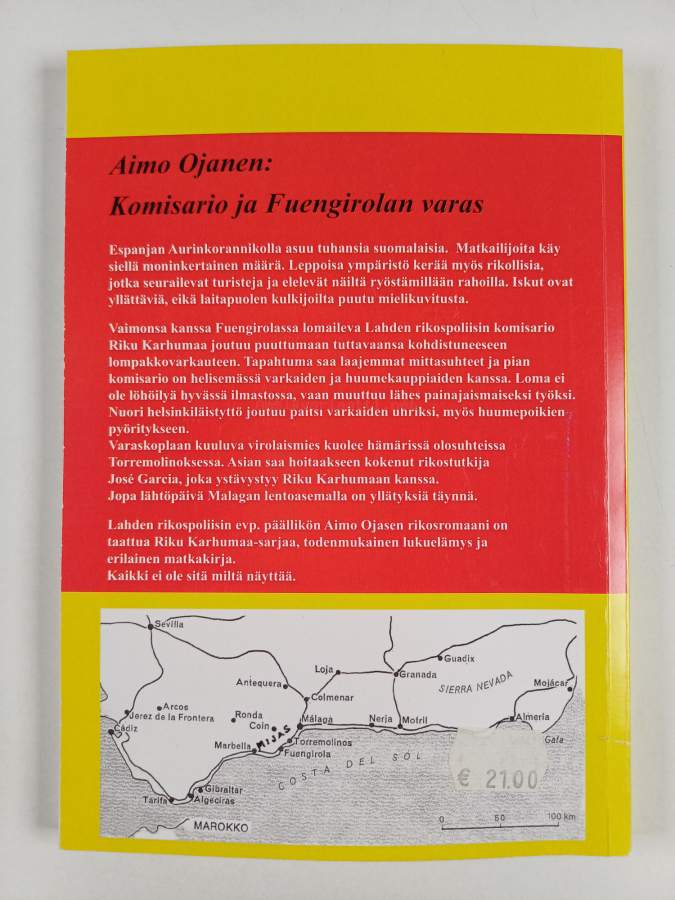 Aimo Ojanen:
Komisario ja Fuengirolan varas
Espanjan Aurinkorannikolla asuu tuhansia suomalaisia. Matkailijoita käy
siellä moninkertainen määrä. Leppoisa ympäristö kerää myös rikollisia,
jotka seurailevat turisteja ja elelevät näiltä ryöstämillään rahoilla. Iskut ovat
yllättäviä, eikä laitapuolen kulkijoilta puutu mielikuvitusta.
Vaimonsa kanssa Fuengirolassa lomaileva Lahden rikospoliisin komisario
Riku Karhumaa joutuu puuttumaan tuttavaansa kohdistuneeseen
lompakkovarkauteen. Tapahtuma saa laajemmat mittasuhteet ja pian
komisario on helisemässä varkaiden ja huumekauppiaiden kanssa. Loma ei
ole löhöilyä hyvässä ilmastossa, vaan muuttuu lähes painajaismaiseksi työksi.
Nuori helsinkiläistyttö joutuu paitsi varkaiden uhriksi, myös huumepoikien
pyöritykseen.
Varaskoplaan kuuluva virolaismies kuolee hämärissä olosuhteissa
Torremolinoksessa. Asian saa hoitaakseen kokenut rikostutkija
José Garcia, joka ystävystyy Riku Karhumaan kanssa.
Jopa lähtöpäivä Malagan lentoasemalla on yllätyksiä täynnä.
Lahden rikospoliisin evp. päällikön Aimo Ojasen rikosromaani on
taattua Riku Karhumaa-sarjaa, todenmukainen lukuelämys ja
erilainen matkakirja.
Kaikki ei ole sitä miltä näyttää.
Sevilla
Guadix
Loja
Granada
Antequera
SIERRA NEVADA
Mojácar
Colmenar
Arcos
Jerez de la Frontera
Ronda
Coin
Málaga
Nerja
Motril
Almeria
Cádiz
MIJAS
Marbella
Torremolinos
Fuengirola
Gata
COSTA DEL SOL
€ 21.00
Gibraltar
Tarifa
Algeciras
MAROKKO
0 50 100 km